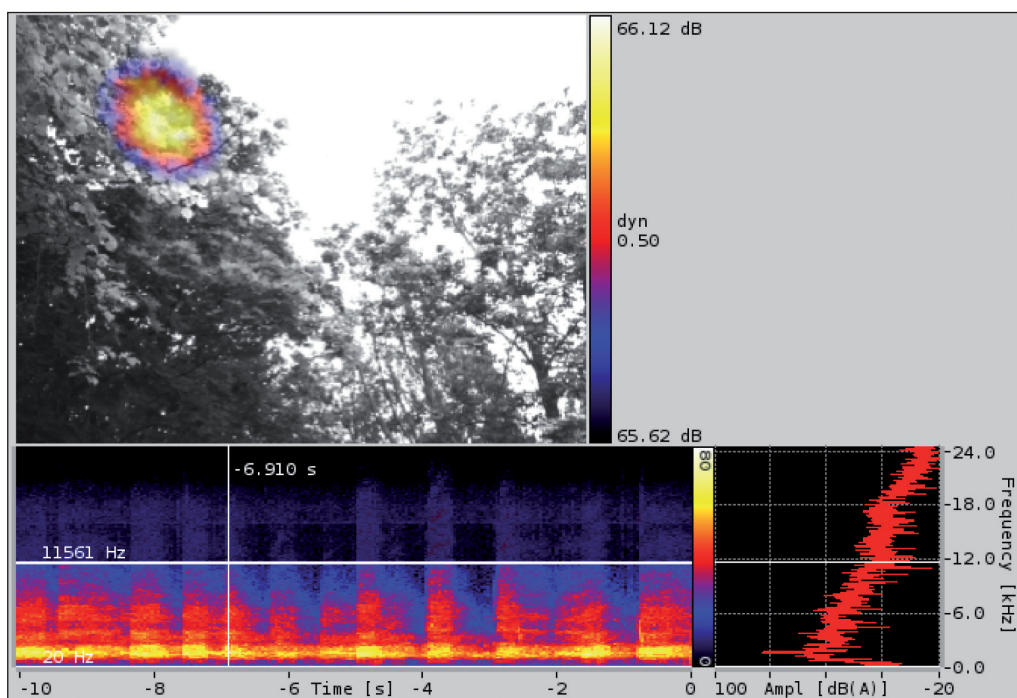 66.12 dB
dyn
0.50
65.62 dB
-6.910 s
11561 Hz
20 Hz
80
0
-24.0
-18.0
-12.0
-6.0
-0.0
Frequency [kHz]
-10 -8 -6 Time [s] -4 -2 0
100 Ampl [dB(A)] -20